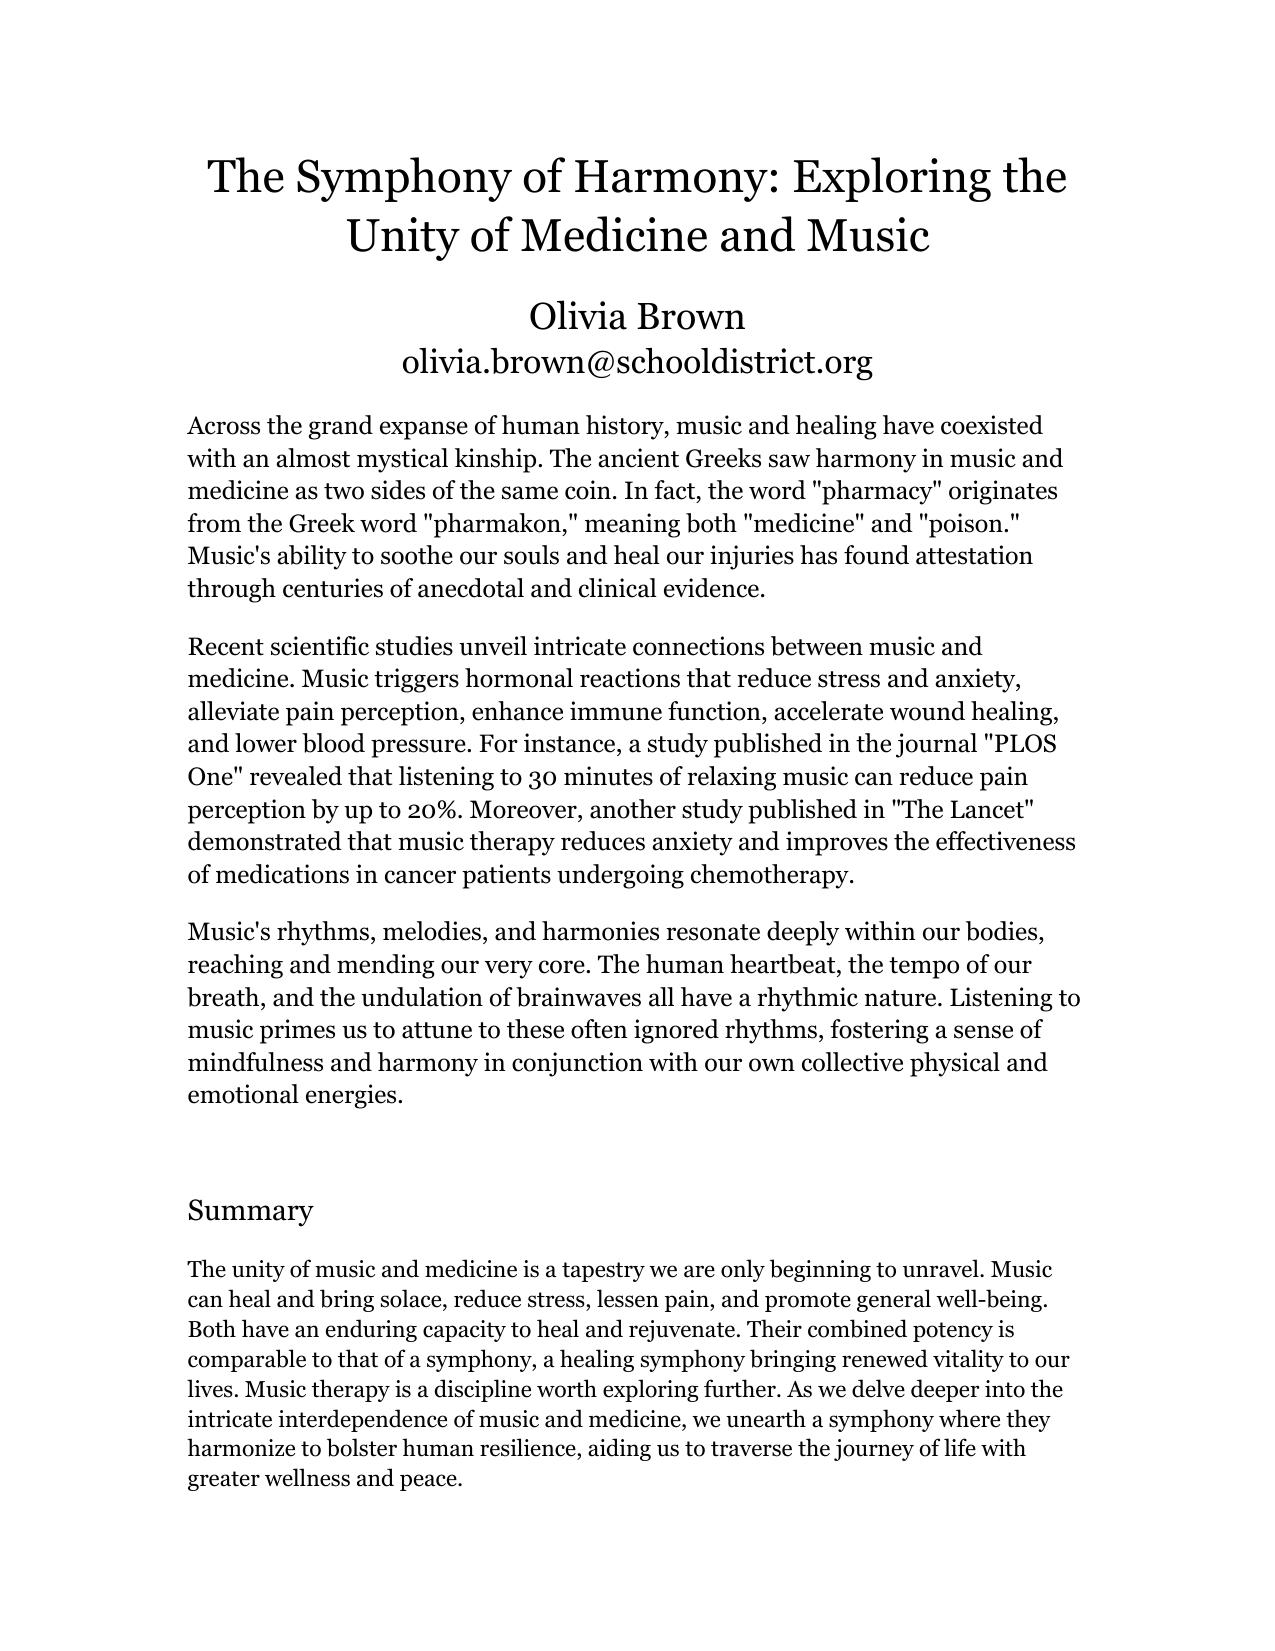 The Symphony of Harmony: Exploring the
Unity of Medicine and Music
Olivia Brown
olivia.brown@schooldistrict.org
Across the grand expanse of human history, music and healing have coexisted
with an almost mystical kinship. The ancient Greeks saw harmony in music and
medicine as two sides of the same coin. In fact, the word "pharmacy" originates
from the Greek word "pharmakon," meaning both "medicine" and "poison."
Music's ability to soothe our souls and heal our injuries has found attestation
through centuries of anecdotal and clinical evidence.
Recent scientific studies unveil intricate connections between music and
medicine. Music triggers hormonal reactions that reduce stress and anxiety,
alleviate pain perception, enhance immune function, accelerate wound healing,
and lower blood pressure. For instance, a study published in the journal "PLOS
One" revealed that listening to 30 minutes of relaxing music can reduce pain
perception by up to 20%. Moreover, another study published in "The Lancet"
demonstrated that music therapy reduces anxiety and improves the effectiveness
of medications in cancer patients undergoing chemotherapy.
Music's rhythms, melodies, and harmonies resonate deeply within our bodies,
reaching and mending our very core. The human heartbeat, the tempo of our
breath, and the undulation of brainwaves all have a rhythmic nature. Listening to
music primes us to attune to these often ignored rhythms, fostering a sense of
mindfulness and harmony in conjunction with our own collective physical and
emotional energies.
Summary
The unity of music and medicine is a tapestry we are only beginning to unravel. Music
can heal and bring solace, reduce stress, lessen pain, and promote general well-being.
Both have an enduring capacity to heal and rejuvenate. Their combined potency is
comparable to that of a symphony, a healing symphony bringing renewed vitality to our
lives. Music therapy is a discipline worth exploring further. As we delve deeper into the
intricate interdependence of music and medicine, we unearth a symphony where they
harmonize to bolster human resilience, aiding us to traverse the journey of life with
greater wellness and peace.